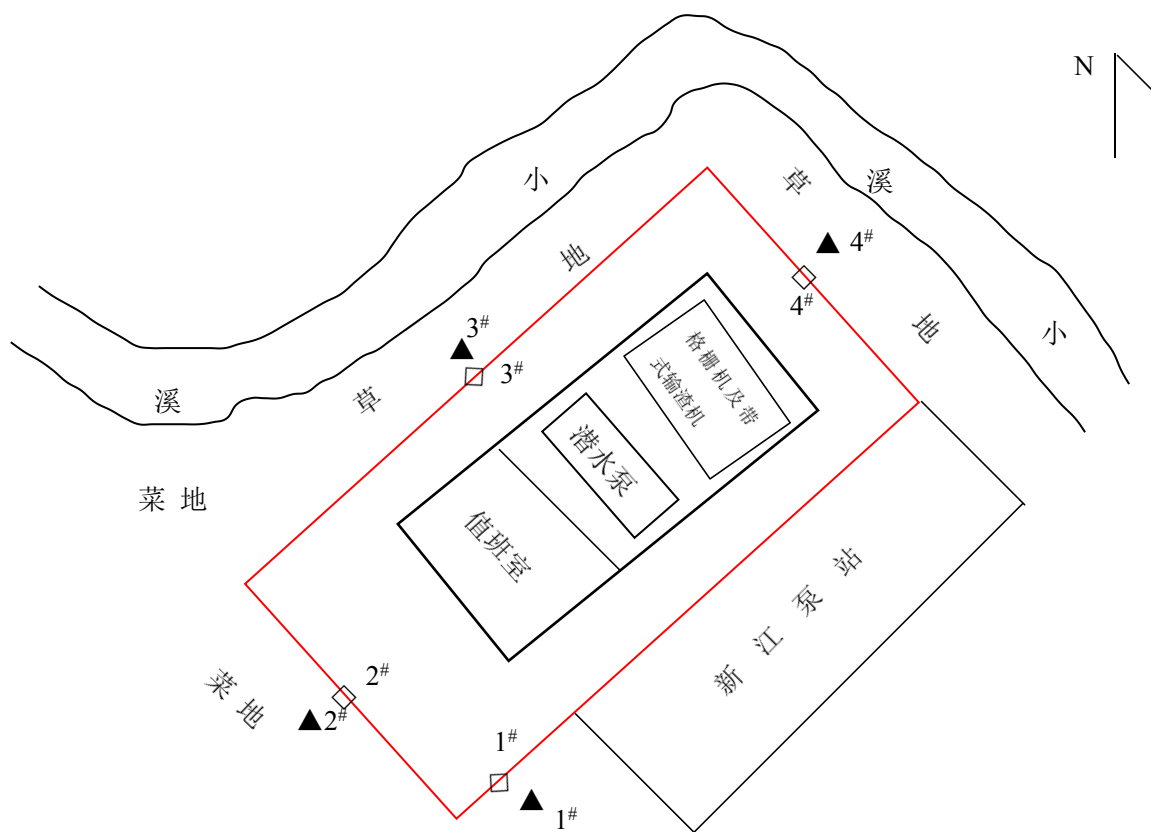 N
小
草
溪
4#
地
4#
3#
格栅机及带
式输渣机
地
小
3#
草
溪
潜水泵
菜地
值班室
新江泵站
2#
菜地
2#
1#
1#